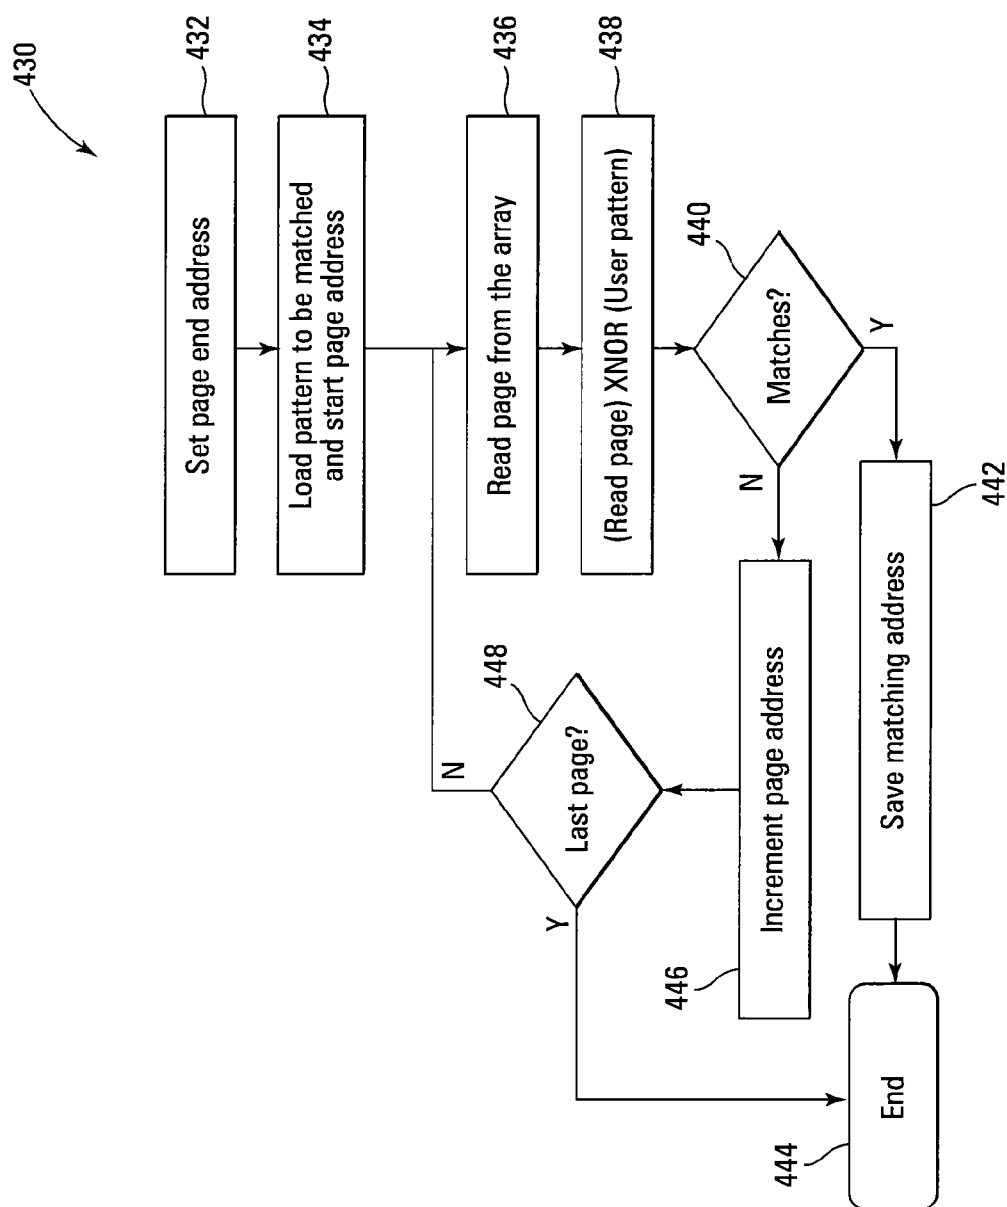 430
Set page end address
432
Load pattern to be matched
and start page address
434
Read page from the array
436
(Read page) XNOR (User pattern)
438
Matches?
440
N
Y
Save matching address
442
Increment page address
446
Last page?
448
N
Y
End
444